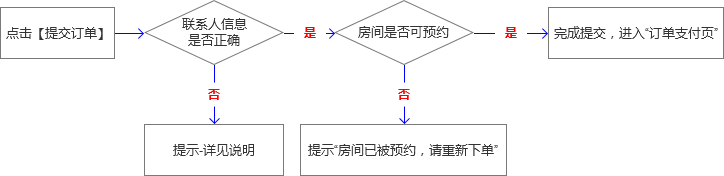 点击【提交订单】
联系人信息
是否正确
是
房间是否可预约
是
完成提交，进入“订单支付页”
否
否
提示-详见说明
提示“房间已被预约，请重新下单”